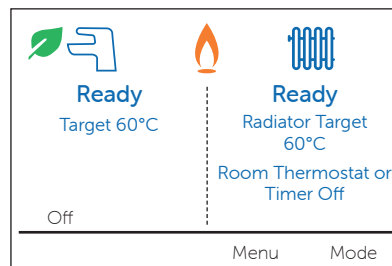 Ready
Target 60°C
Off
Ready
Radiator Target
60°C
Room Thermostat or
Timer Off
Menu Mode